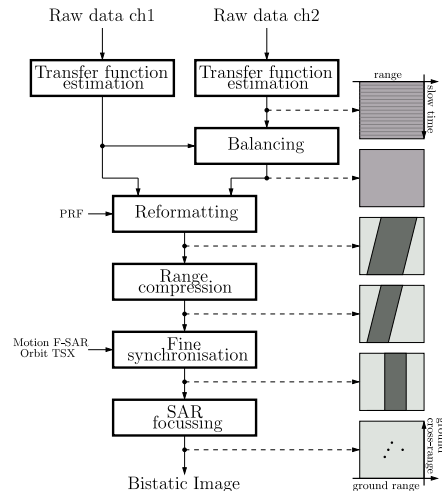 Raw data ch1
Raw data ch2
Transfer function
estimation
Transfer function
estimation
range
slow time
Balancing
PRF
Reformatting
Range
compression
Motion F-SAR
Orbit TSX
Fine
synchronisation
SAR
focussing
ground
cross-range
Bistatic Image
ground range